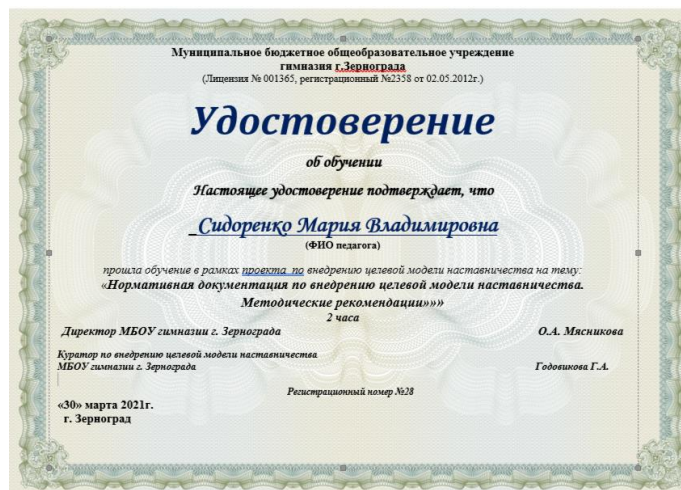 Муниципальное бюджетное общеобразовательное учреждение
гимназия г.Зернограда
(Лицензия № 001365, регистрационный №2358 от 02.05.2012г.)
Удостоверение
об обучении
Настоящее удостоверение подтверждает, что
_Сидоренко Мария Владимировна
(ФИО педагога)
прошла обучение в рамках проекта по внедрению целевой модели наставничества на тему:
«Нормативная документация по внедрению целевой модели наставничества.
Методические рекомендации»»»
2 часа
Директор МБОУ гимназии г. Зернограда О.А. Мясникова
Куратор по внедрению целевой модели наставничества
МБОУ гимназии г. Зернограда Годовикова Г.А.
Регистрационный номер №28
«30» марта 2021г.
г. Зерноград